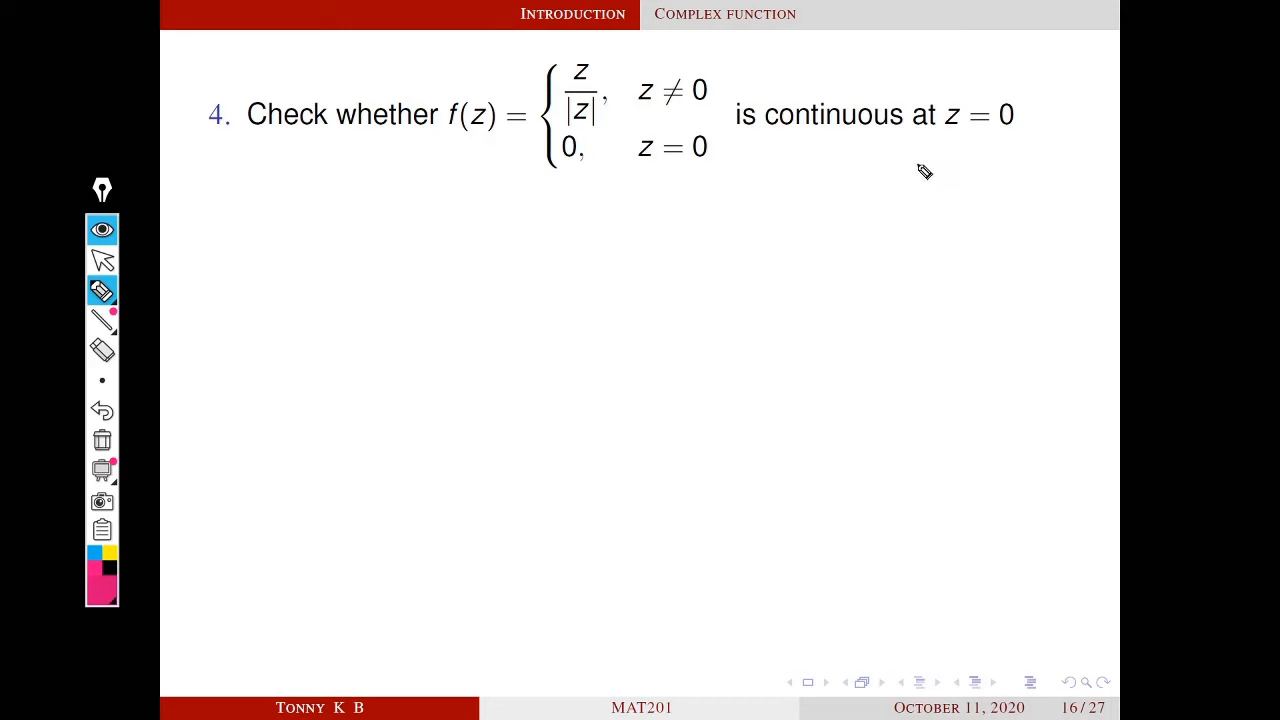 INTRODUCTION COMPLEX FUNCTION
4. Check whether f(z) = { z/|z|, z ≠ 0
0, z = 0 is continuous at z = 0
TONNY K B MAT201 OCTOBER 11, 2020 16 / 27